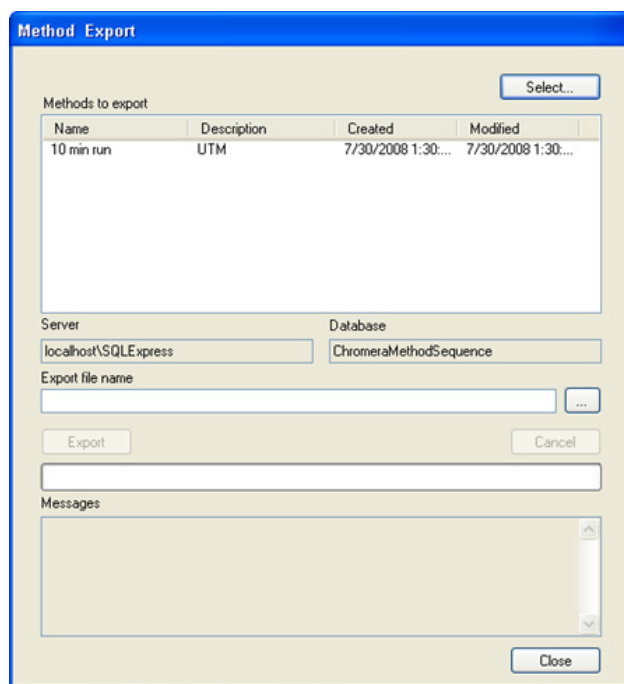 Method Export
Select...
Methods to export
Name Description Created Modified
10 min run UTM 7/30/2008 1:30:... 7/30/2008 1:30:...
Server Database
localhost\SQLExpress ChromeraMethodSequence
Export file name
...
Export Cancel
Messages
Close